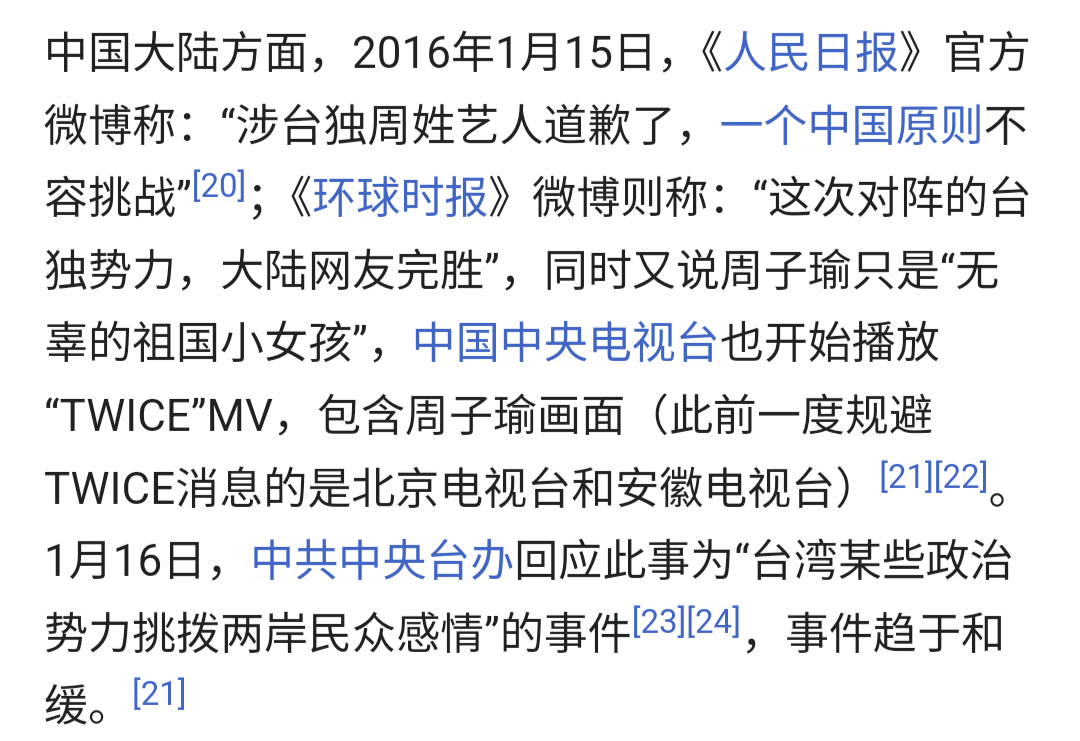 中国大陆方面，2016年1月15日，《人民日报》官方
微博称：“涉台独周姓艺人道歉了，一个中国原则不
容挑战”[20]；《环球时报》微博则称：“这次对阵的台
独势力，大陆网友完胜”，同时又说周子瑜只是“无
辜的祖国小女孩”，中国中央电视台也开始播放
“TWICE”MV，包含周子瑜画面（此前一度规避
TWICE消息的是北京电视台和安徽电视台）[21][22]。
1月16日，中共中央台办回应此事为“台湾某些政治
势力挑拨两岸民众感情”的事件[23][24]，事件趋于和
缓。[21]